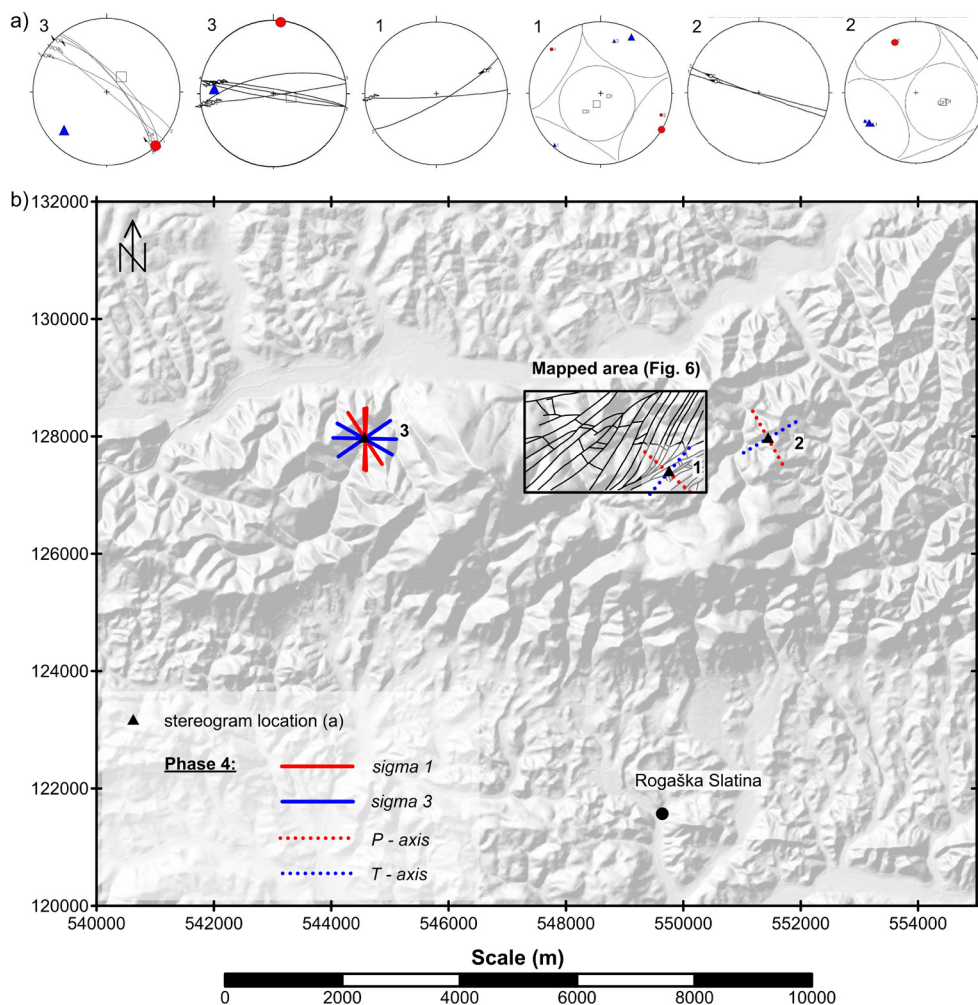 a)
3
3
1
1
2
2
b)
132000
N
130000
Mapped area (Fig. 6)
128000
3
2
1
126000
124000
stereogram location (a)
Phase 4:
sigma 1
sigma 3
Rogaška Slatina
122000
P - axis
T - axis
120000
540000 542000 544000 546000 548000 550000 552000 554000
Scale (m)
0 2000 4000 6000 8000 10000